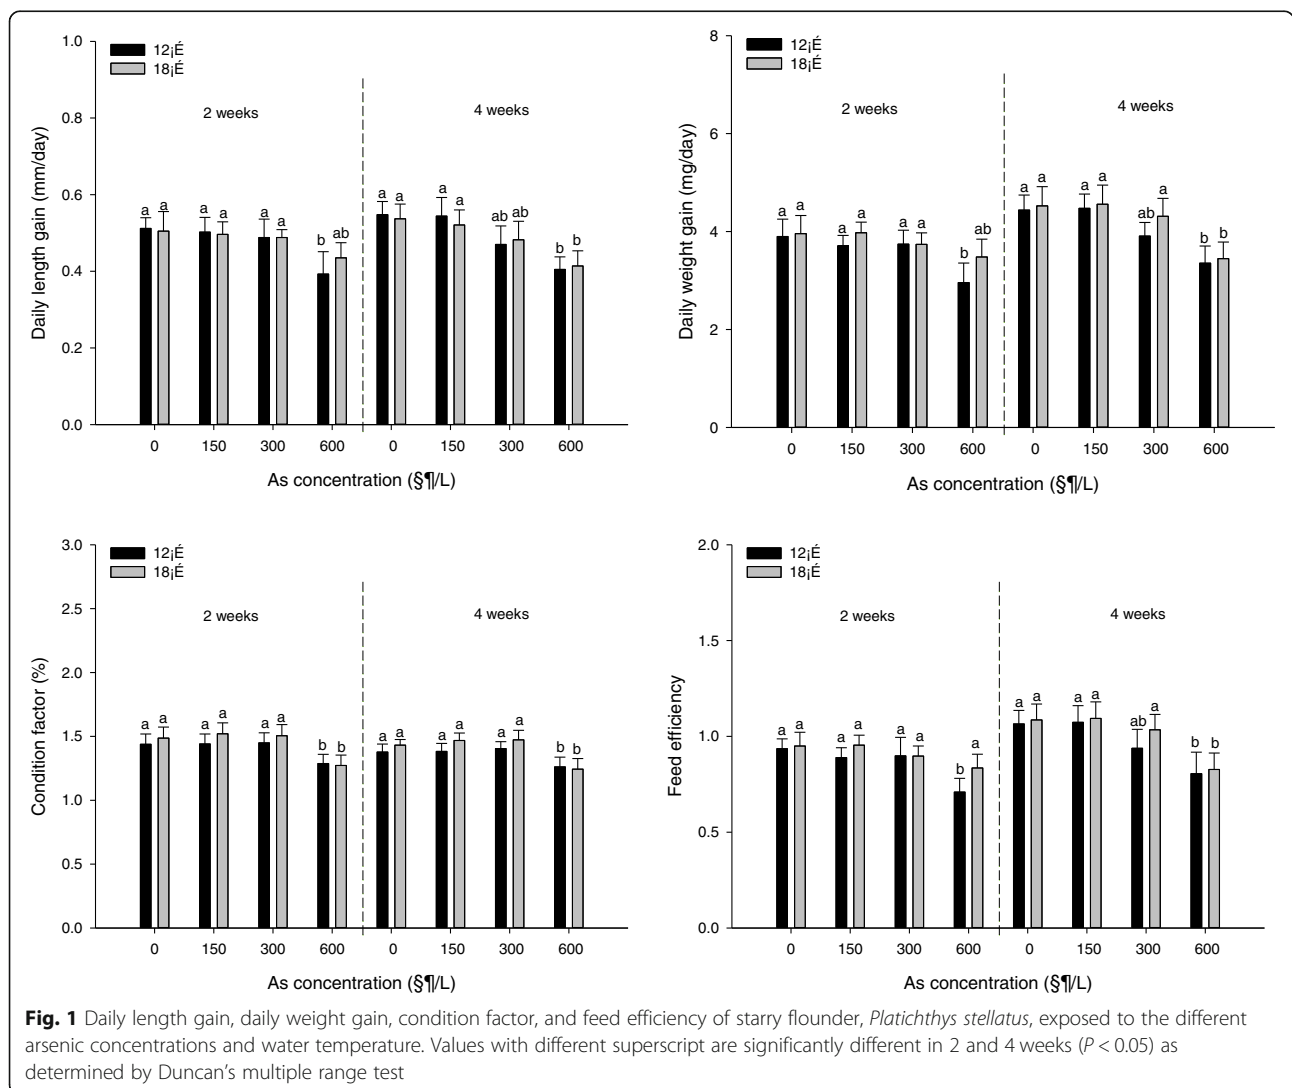 1.0
0.8
0.6
0.4
0.2
0.0
Daily length gain (mm/day)
12¡É
18¡É
2 weeks
4 weeks
a a a a a a b ab a a a a ab ab b b
0 150 300 600 0 150 300 600
As concentration (§¶/L)
8
6
4
2
0
Daily weight gain (mg/day)
12¡É
18¡É
2 weeks
4 weeks
a a a a a a b ab a a a a ab a b b
0 150 300 600 0 150 300 600
As concentration (§¶/L)
3.0
2.5
2.0
1.5
1.0
0.5
0.0
Condition factor (%)
12¡É
18¡É
2 weeks
4 weeks
a a a a a a b b a a a a a a b b
0 150 300 600 0 150 300 600
As concentration (§¶/L)
2.0
1.5
1.0
0.5
0.0
Feed efficiency
12¡É
18¡É
2 weeks
4 weeks
a a a a a a b a a a a a ab a b b
0 150 300 600 0 150 300 600
As concentration (§¶/L)
Fig. 1 Daily length gain, daily weight gain, condition factor, and feed efficiency of starry flounder, Platichthys stellatus, exposed to the different
arsenic concentrations and water temperature. Values with different superscript are significantly different in 2 and 4 weeks (P < 0.05) as
determined by Duncan's multiple range test